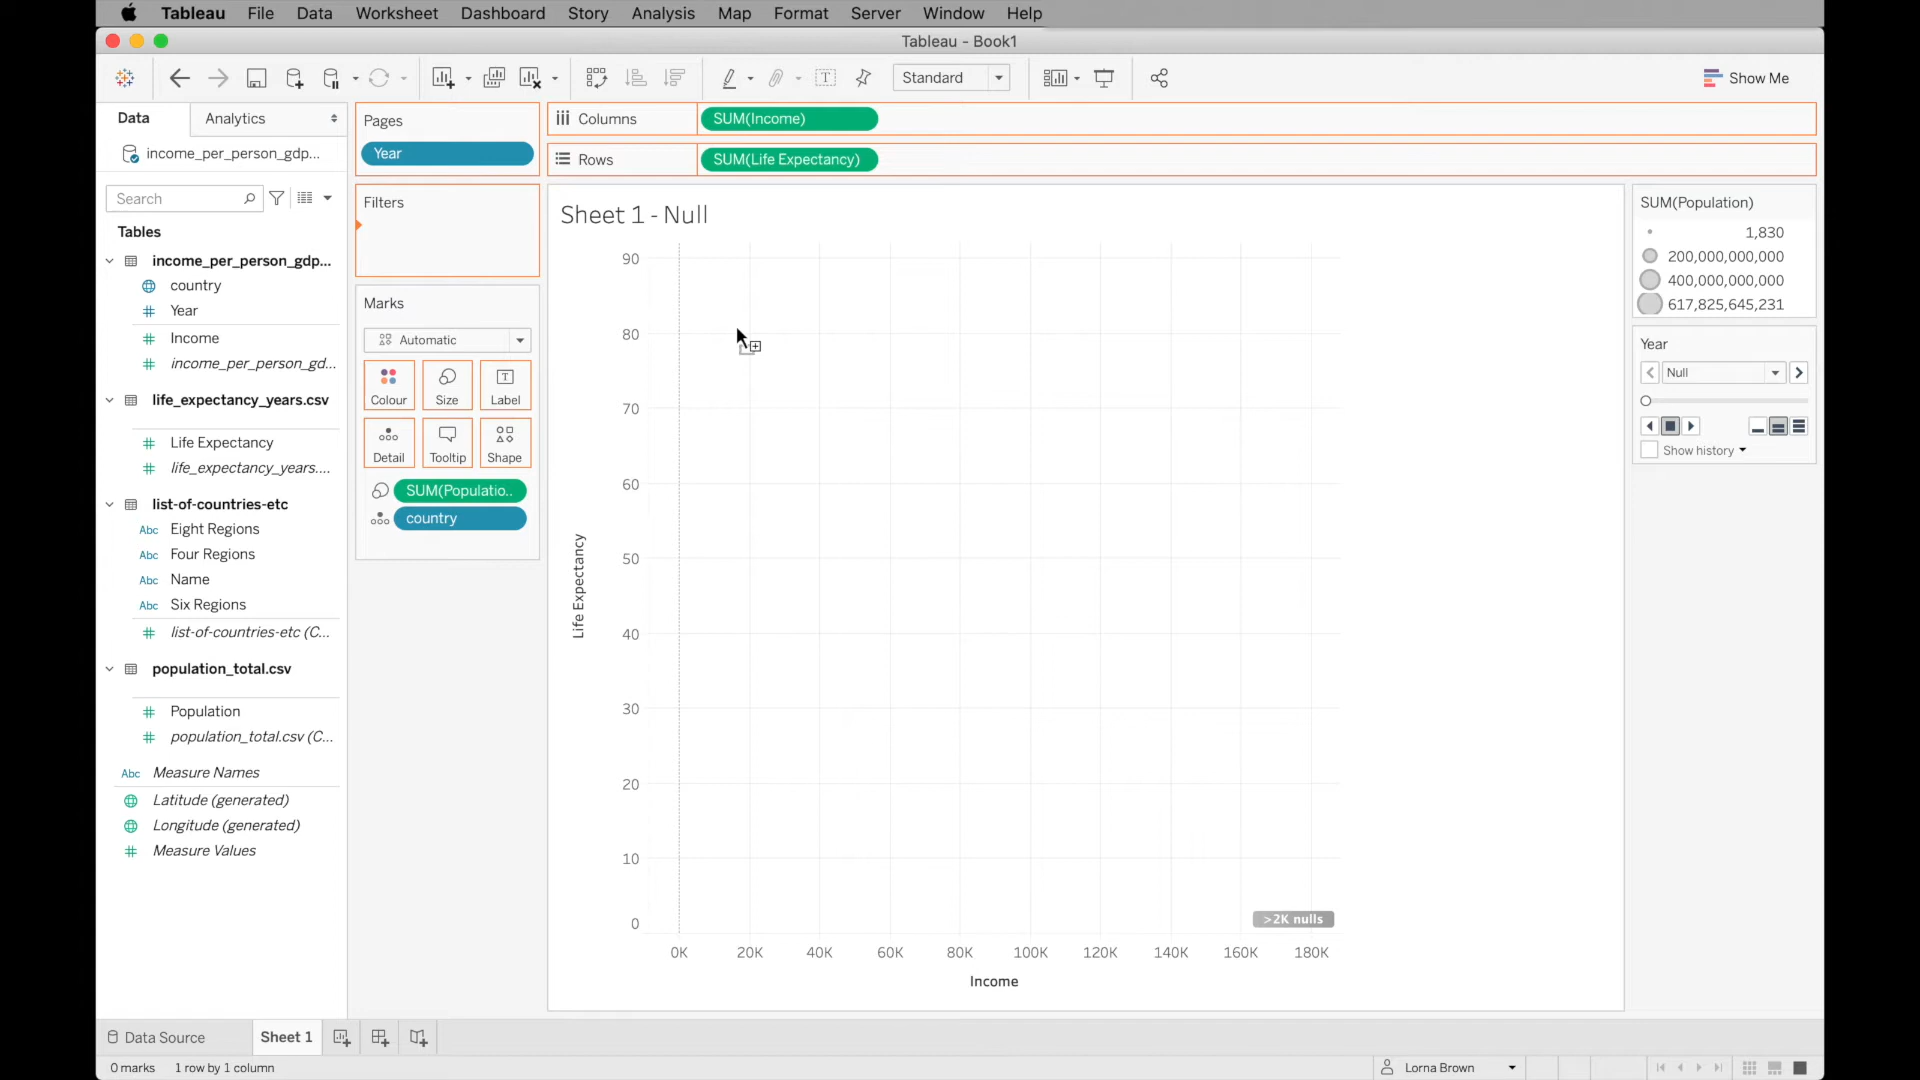 Tableau File Data Worksheet Dashboard Story Analysis Map Format Server Window Help
Tableau - Book1
Standard
Show Me
Data
Analytics
income_per_person_gdp...
Search
Tables
income_per_person_gdp...
country
Year
Income
income_per_person_gd...
life_expectancy_years.csv
Life Expectancy
life_expectancy_years....
list-of-countries-etc
Abc Eight Regions
Abc Four Regions
Abc Name
Abc Six Regions
list-of-countries-etc (C...
population_total.csv
Population
population_total.csv (C...
Abc Measure Names
Latitude (generated)
Longitude (generated)
Measure Values
Pages
Year
Filters
Marks
Automatic
Colour
Size
T
Label
Detail
Tooltip
Shape
SUM(Populatio..
country
Columns
SUM(Income)
Rows
SUM(Life Expectancy)
Sheet 1 - Null
90
80
70
60
50
40
30
20
10
0
Life Expectancy
>2K nulls
0K 20K 40K 60K 80K 100K 120K 140K 160K 180K
Income
SUM(Population)
1,830
200,000,000,000
400,000,000,000
617,825,645,231
Year
Null
Show history
Data Source
Sheet 1
0 marks
1 row by 1 column
Lorna Brown